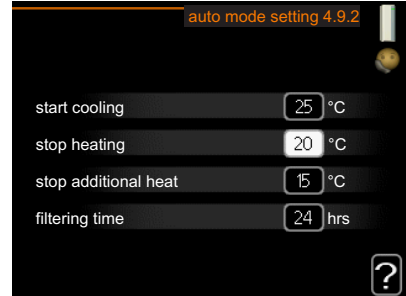 auto mode setting 4.9.2
start cooling 25 °C
stop heating 20 °C
stop additional heat 15 °C
filtering time 24 hrs
?